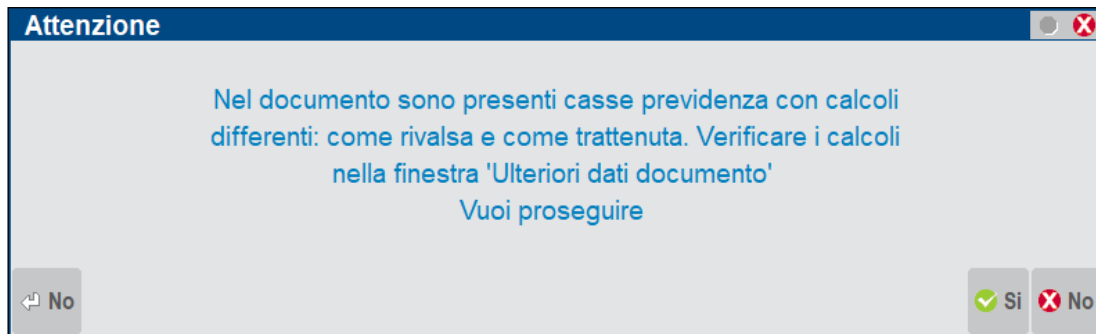 Attenzione
Nel documento sono presenti casse previdenza con calcoli
differenti: come rivalsa e come trattenuta. Verificare i calcoli
nella finestra 'Ulteriori dati documento'
Vuoi proseguire
No
Si
No